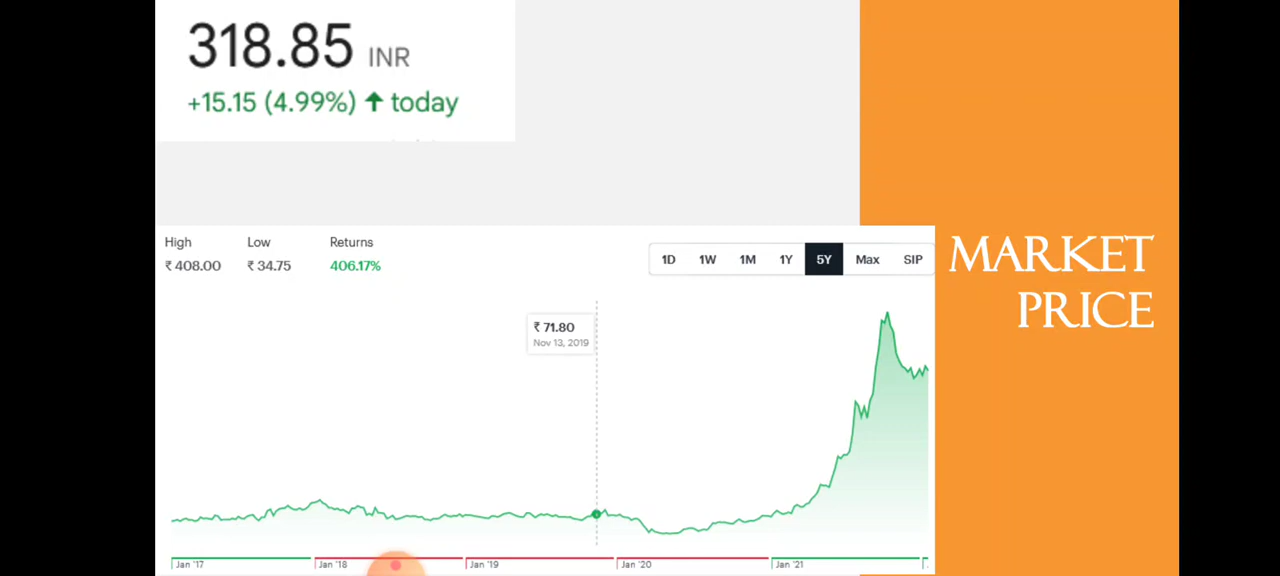 318.85 INR
+15.15 (4.99%) ↑ today
High Low Returns
₹ 408.00 ₹ 34.75 406.17%
1D 1W 1M 1Y 5Y Max SIP
MARKET
PRICE
₹ 71.80
Nov 13, 2019
Jan '17 Jan '18 Jan '19 Jan '20 Jan '21